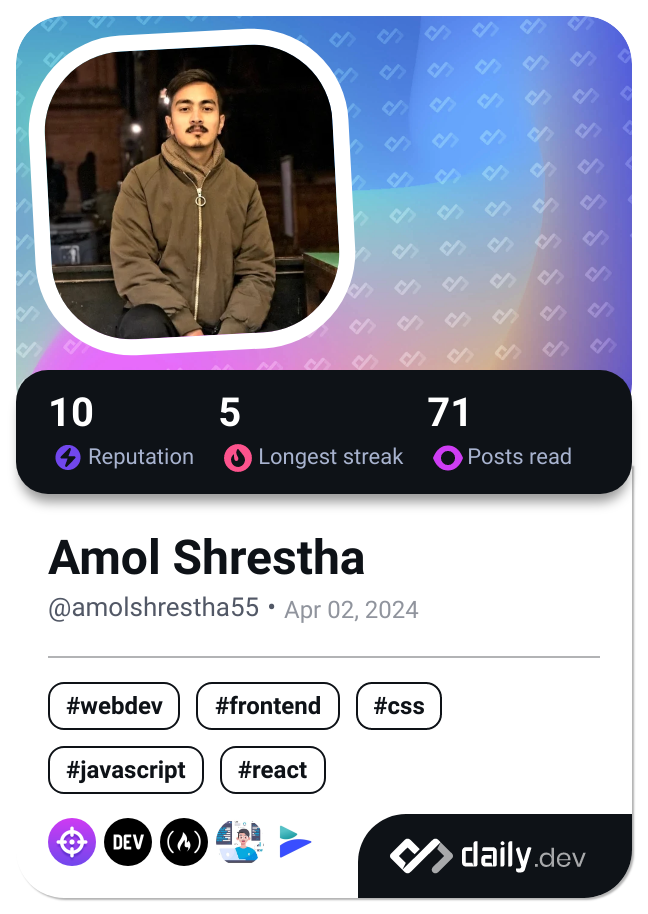 10 5 71
Reputation Longest streak Posts read
Amol Shrestha
@amolshrestha55 • Apr 02, 2024
#webdev #frontend #css
#javascript #react
DEV
daily.dev